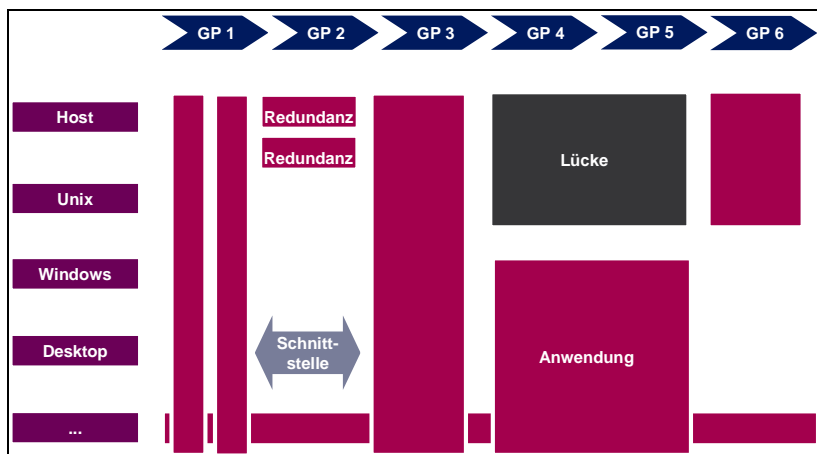 GP 1
GP 2
GP 3
GP 4
GP 5
GP 6
Host
Redundanz
Redundanz
Lücke
Unix
Windows
Desktop
Schnitt-
stelle
Anwendung
...